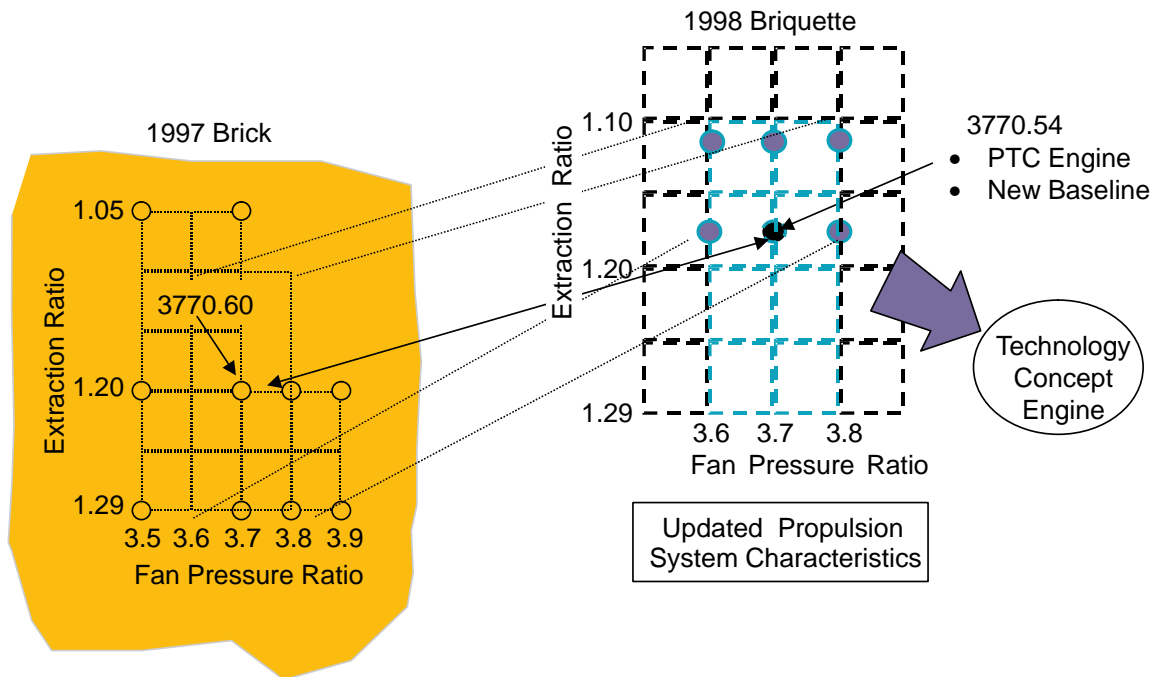 1997 Brick
1.05
3770.60
1.20
1.29
Extraction Ratio
3.5 3.6 3.7 3.8 3.9
Fan Pressure Ratio
1998 Briquette
1.10
1.20
1.29
Extraction Ratio
3.6 3.7 3.8
Fan Pressure Ratio
3770.54
• PTC Engine
• New Baseline
Technology
Concept
Engine
Updated Propulsion
System Characteristics